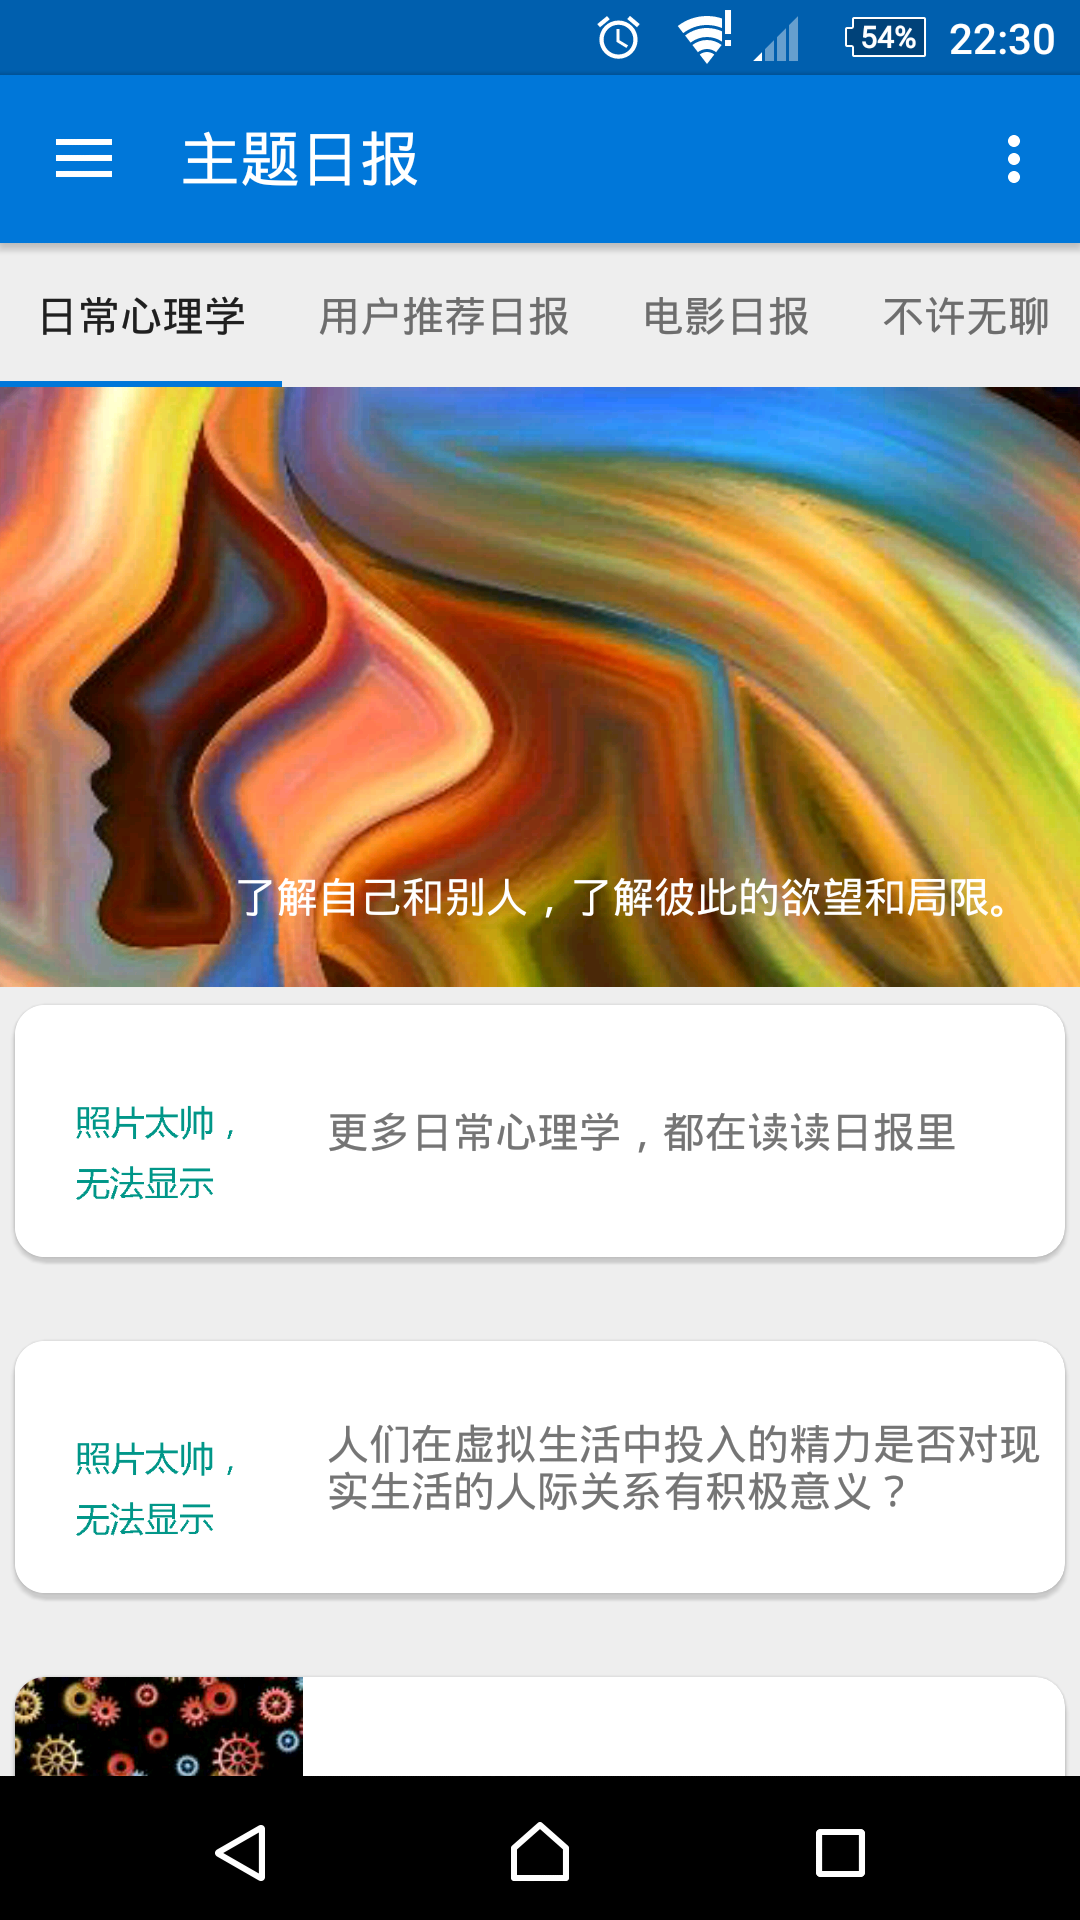 54% 22:30
主题日报
日常心理学 用户推荐日报 电影日报 不许无聊
了解自己和别人，了解彼此的欲望和局限。
照片太帅，
无法显示
更多日常心理学，都在读读日报里
照片太帅，
无法显示
人们在虚拟生活中投入的精力是否对现
实生活的人际关系有积极意义？